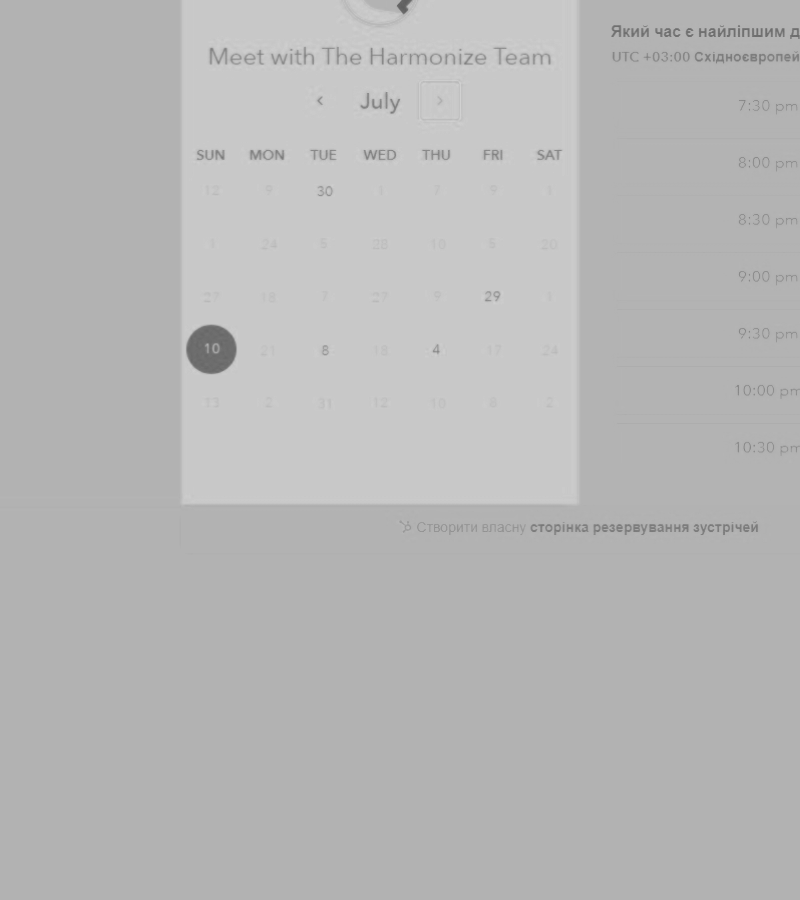 Meet with The Harmonize Team
‹ July ›
SUN MON TUE WED THU FRI SAT
12 9 30 1 7 9 1
1 24 5 28 10 5 20
27 18 7 27 9 29 1
10 21 8 18 4 17 24
13 2 31 12 10 6 2
Який час є найліпшим д
UTC +03:00 Східноєвропей
7:30 pm
8:00 pm
8:30 pm
9:00 pm
9:30 pm
10:00 pm
10:30 pm
Створити власну сторінка резервування зустрічей